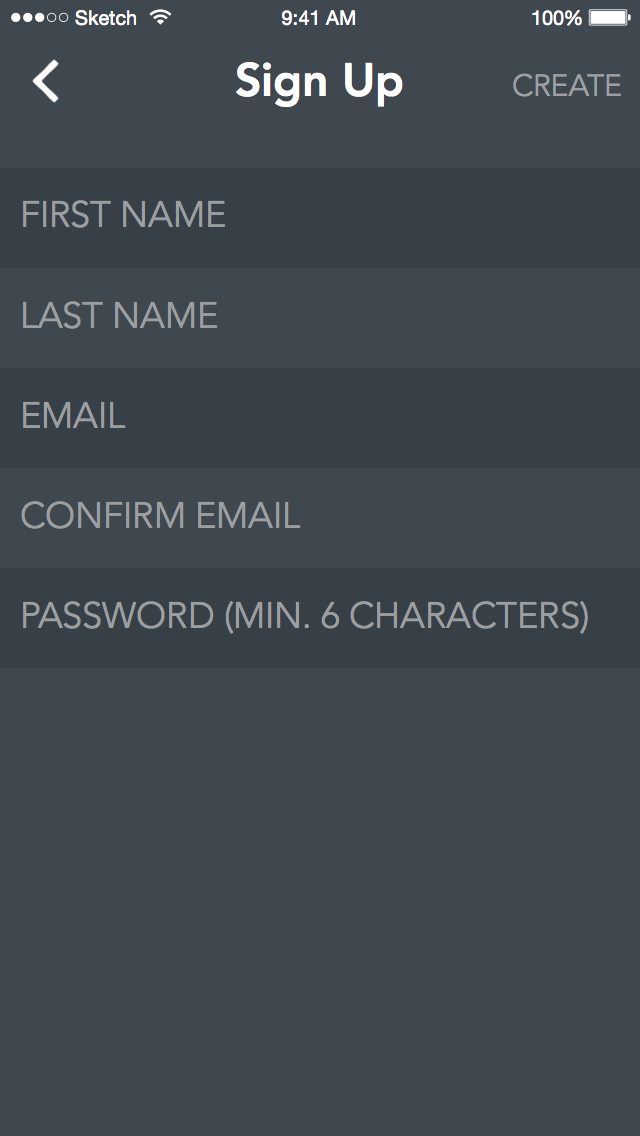 Sketch 9:41 AM 100%
Sign Up CREATE
FIRST NAME
LAST NAME
EMAIL
CONFIRM EMAIL
PASSWORD (MIN. 6 CHARACTERS)